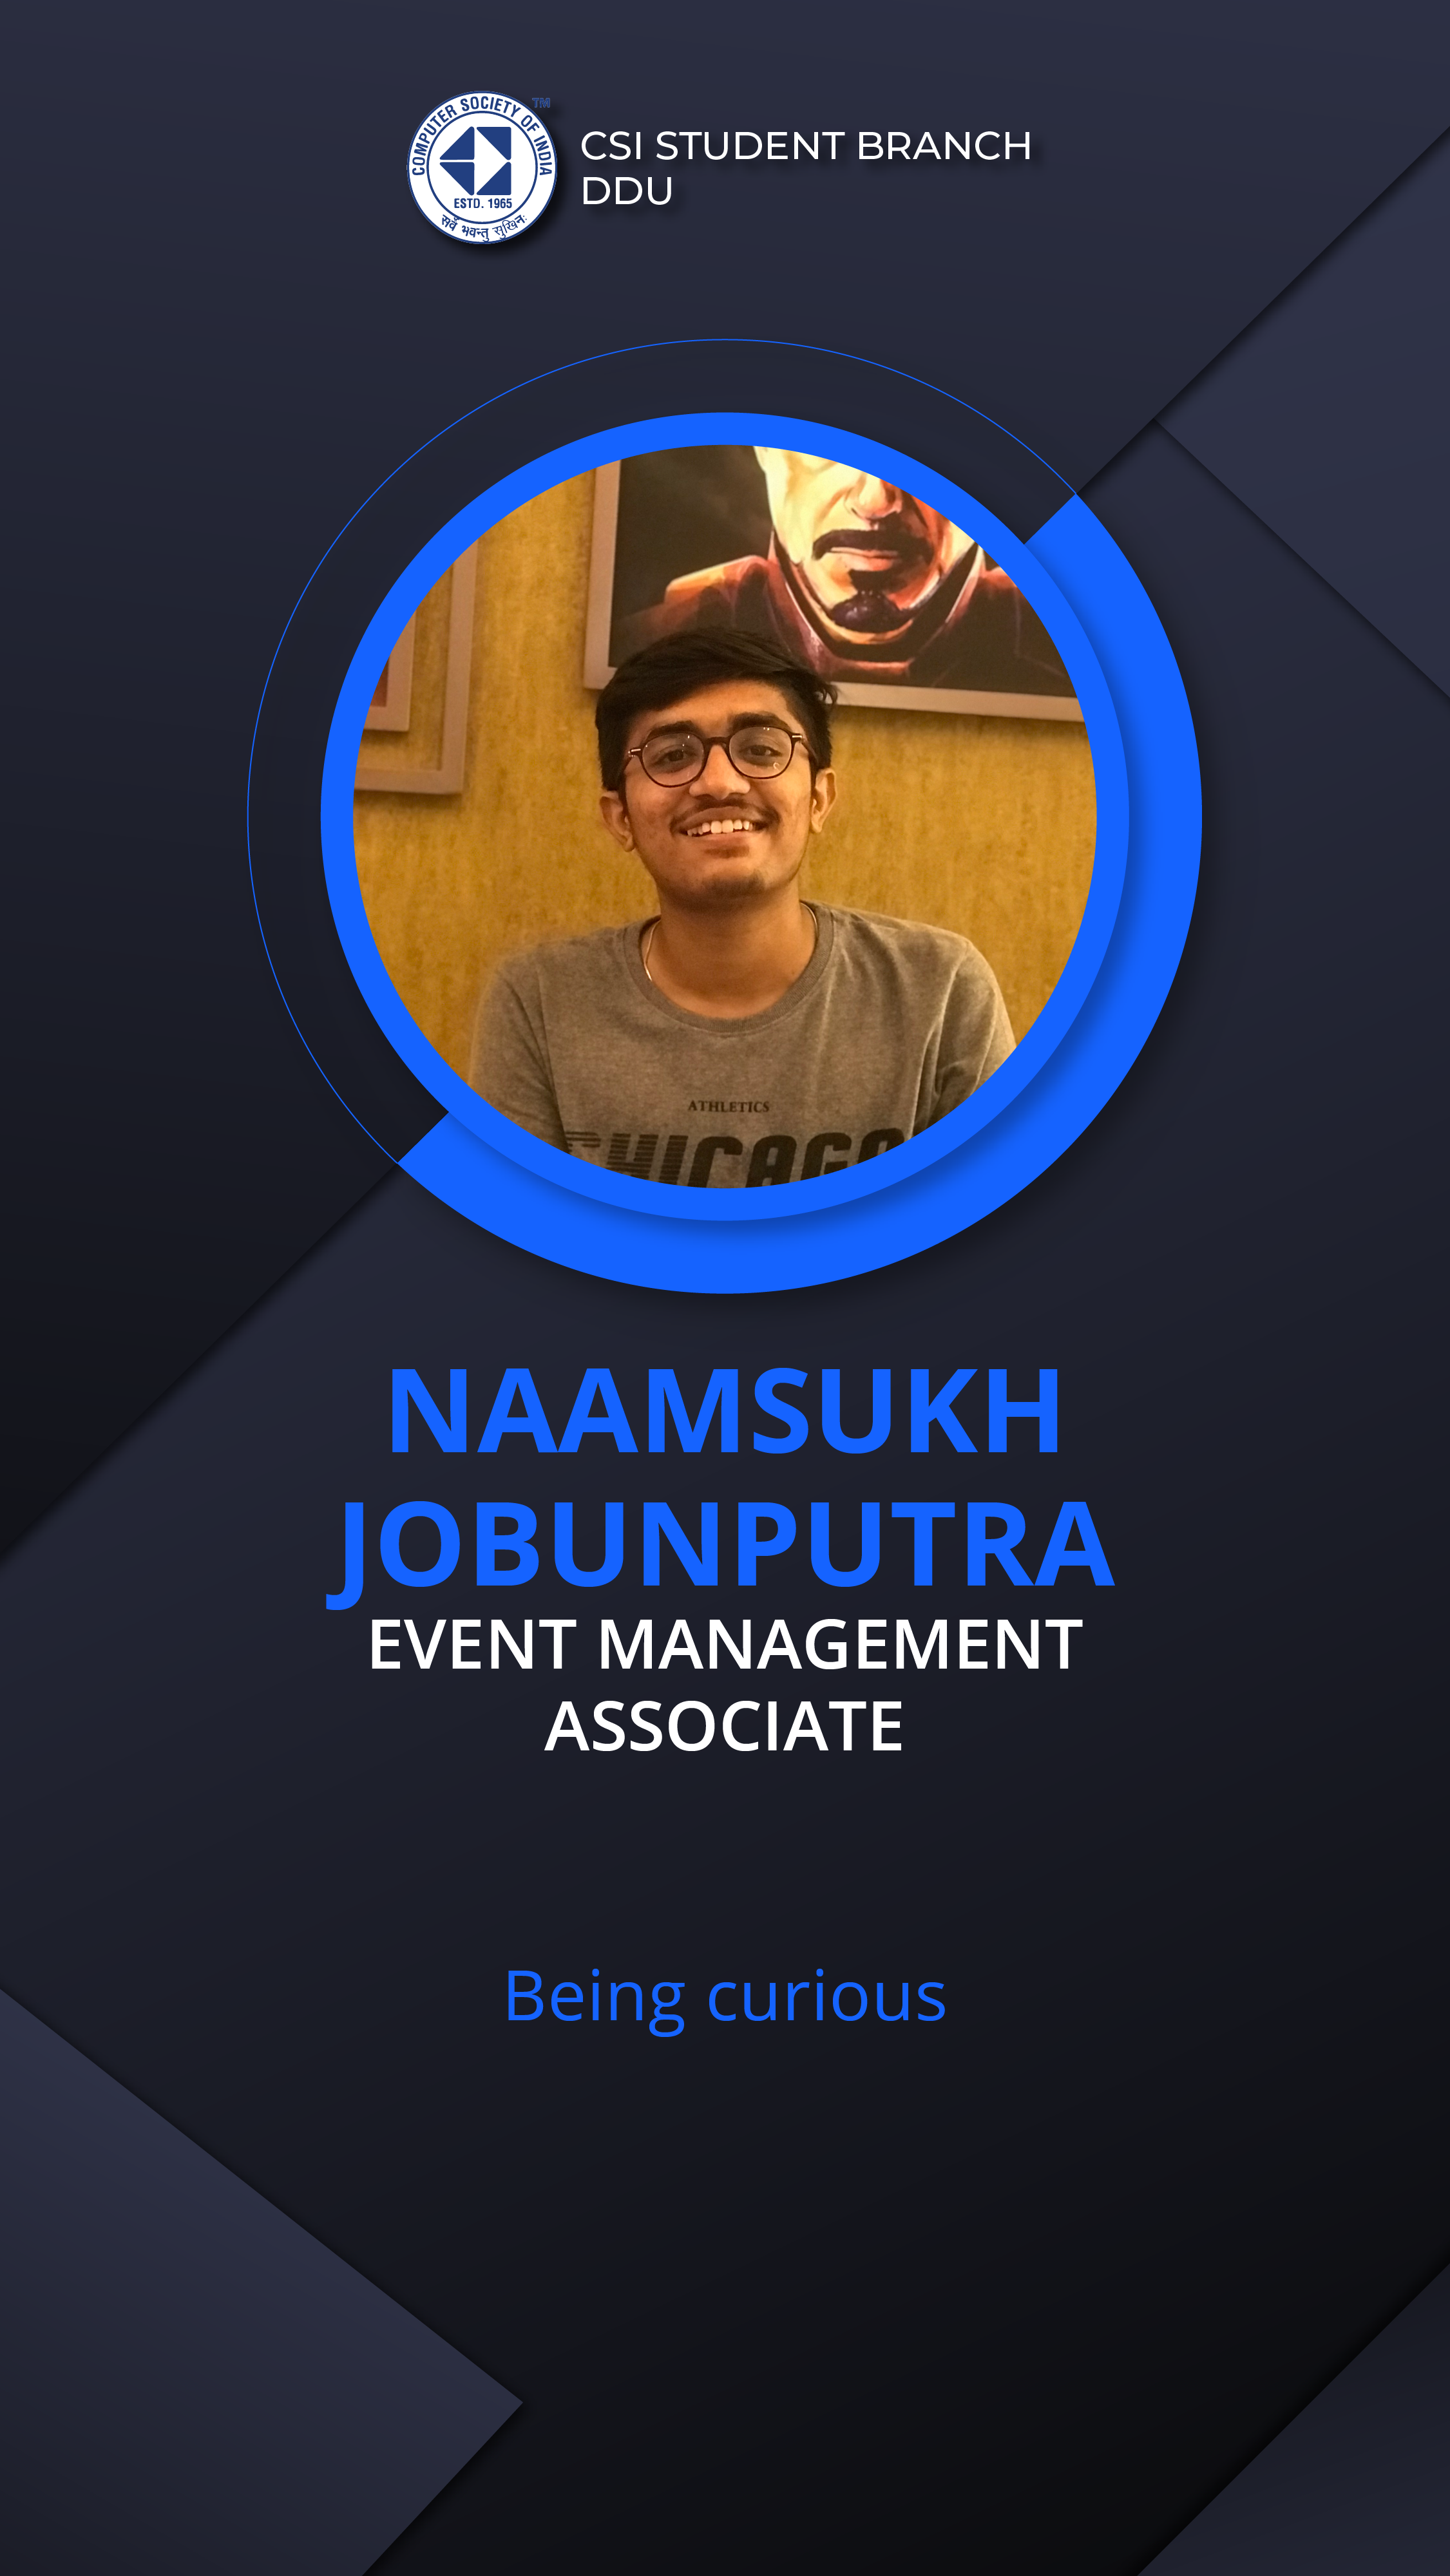 COMPUTER SOCIETY OF INDIA
TM
ESTD. 1965
सर्वे भवन्तु सुखिनः
CSI STUDENT BRANCH
DDU
ATHLETICS
CHICAGO
NAAMSUKH
JOBUNPUTRA
EVENT MANAGEMENT
ASSOCIATE
Being curious